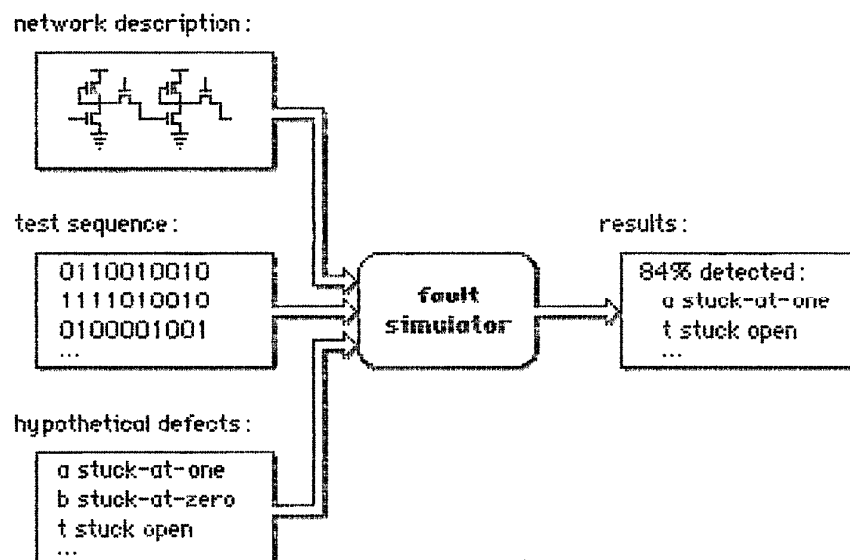 network description:
test sequence:
0110010010
1111010010
0100001001
...
hypothetical defects:
a stuck-at-one
b stuck-at-zero
t stuck open
...
fault
simulator
results:
84% detected:
a stuck-at-one
t stuck open
...